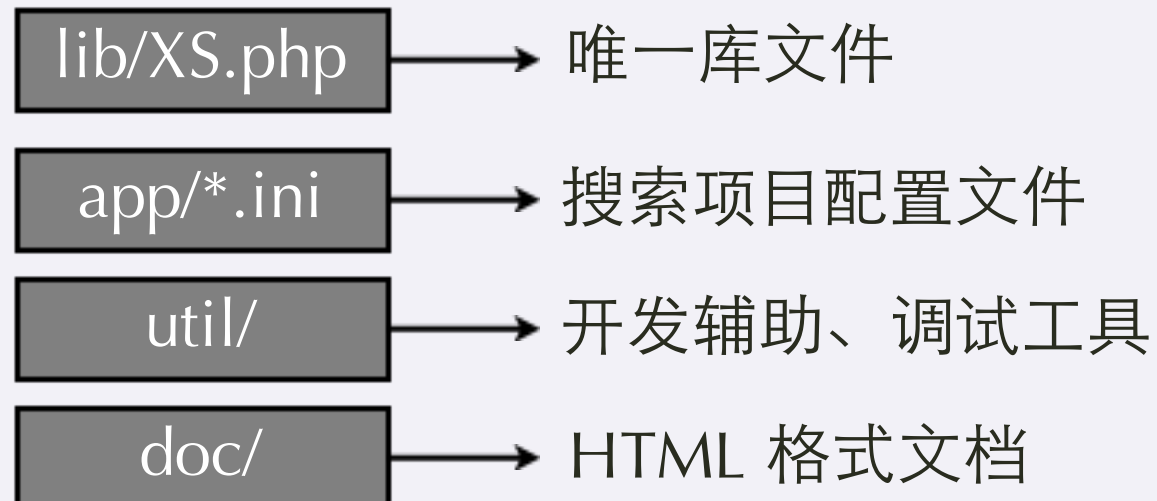 lib/XS.php 唯一库文件
app/*.ini 搜索项目配置文件
util/ 开发辅助、调试工具
doc/ HTML 格式文档